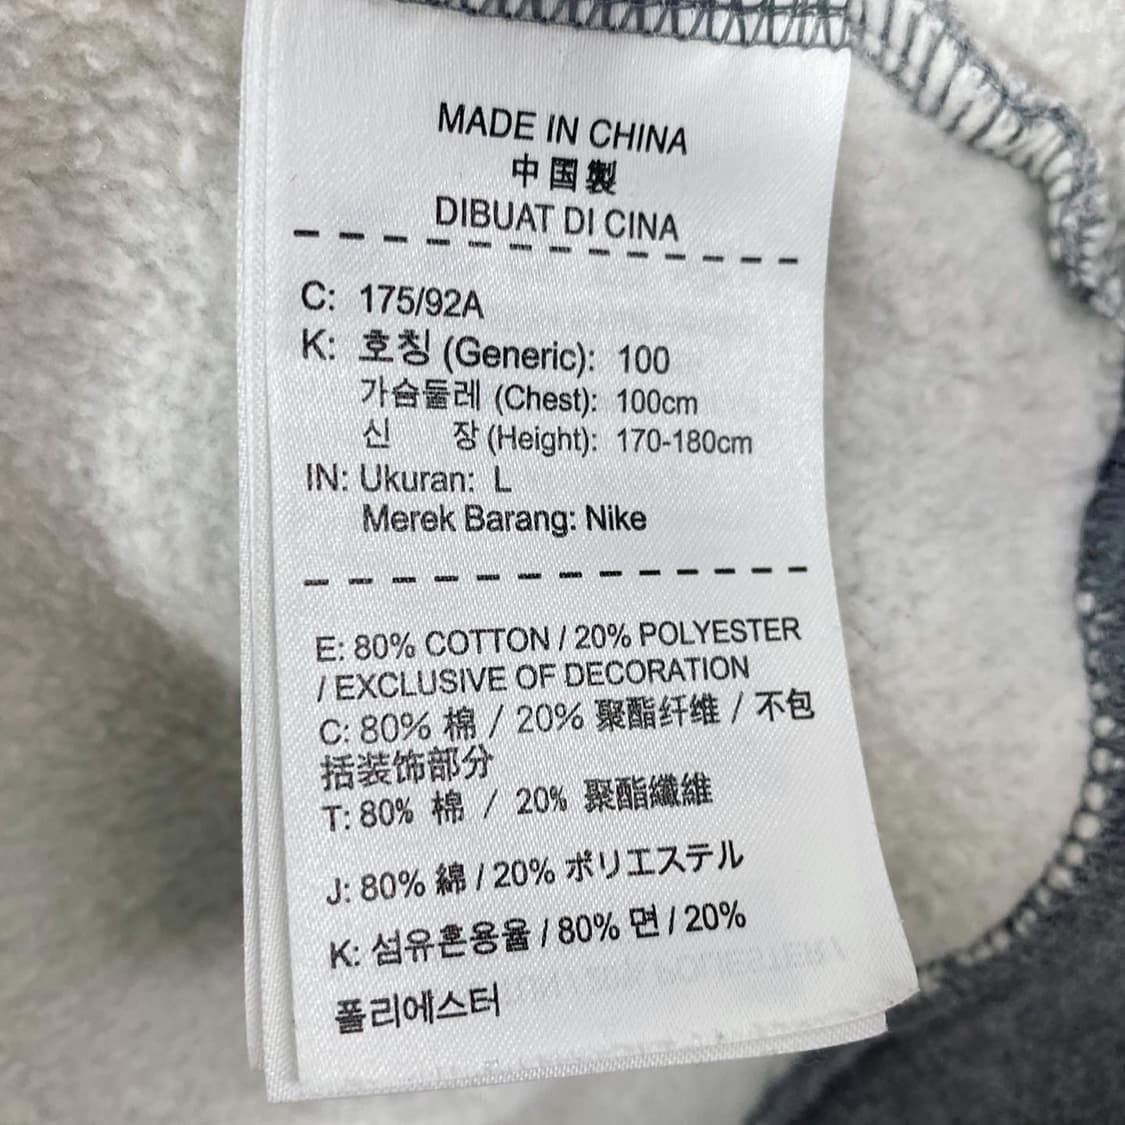 MADE IN CHINA
中国製
DIBUAT DI CINA
C: 175/92A
K: 호칭 (Generic): 100
가슴둘레 (Chest): 100cm
신 장 (Height): 170-180cm
IN: Ukuran: L
Merek Barang: Nike
E: 80% COTTON / 20% POLYESTER
/ EXCLUSIVE OF DECORATION
C: 80% 棉 / 20% 聚酯纤维 / 不包
括装饰部分
T: 80% 棉 / 20% 聚酯纖維
J: 80% 綿 / 20% ポリエステル
K: 섬유혼용율 / 80% 면 / 20%
폴리에스터